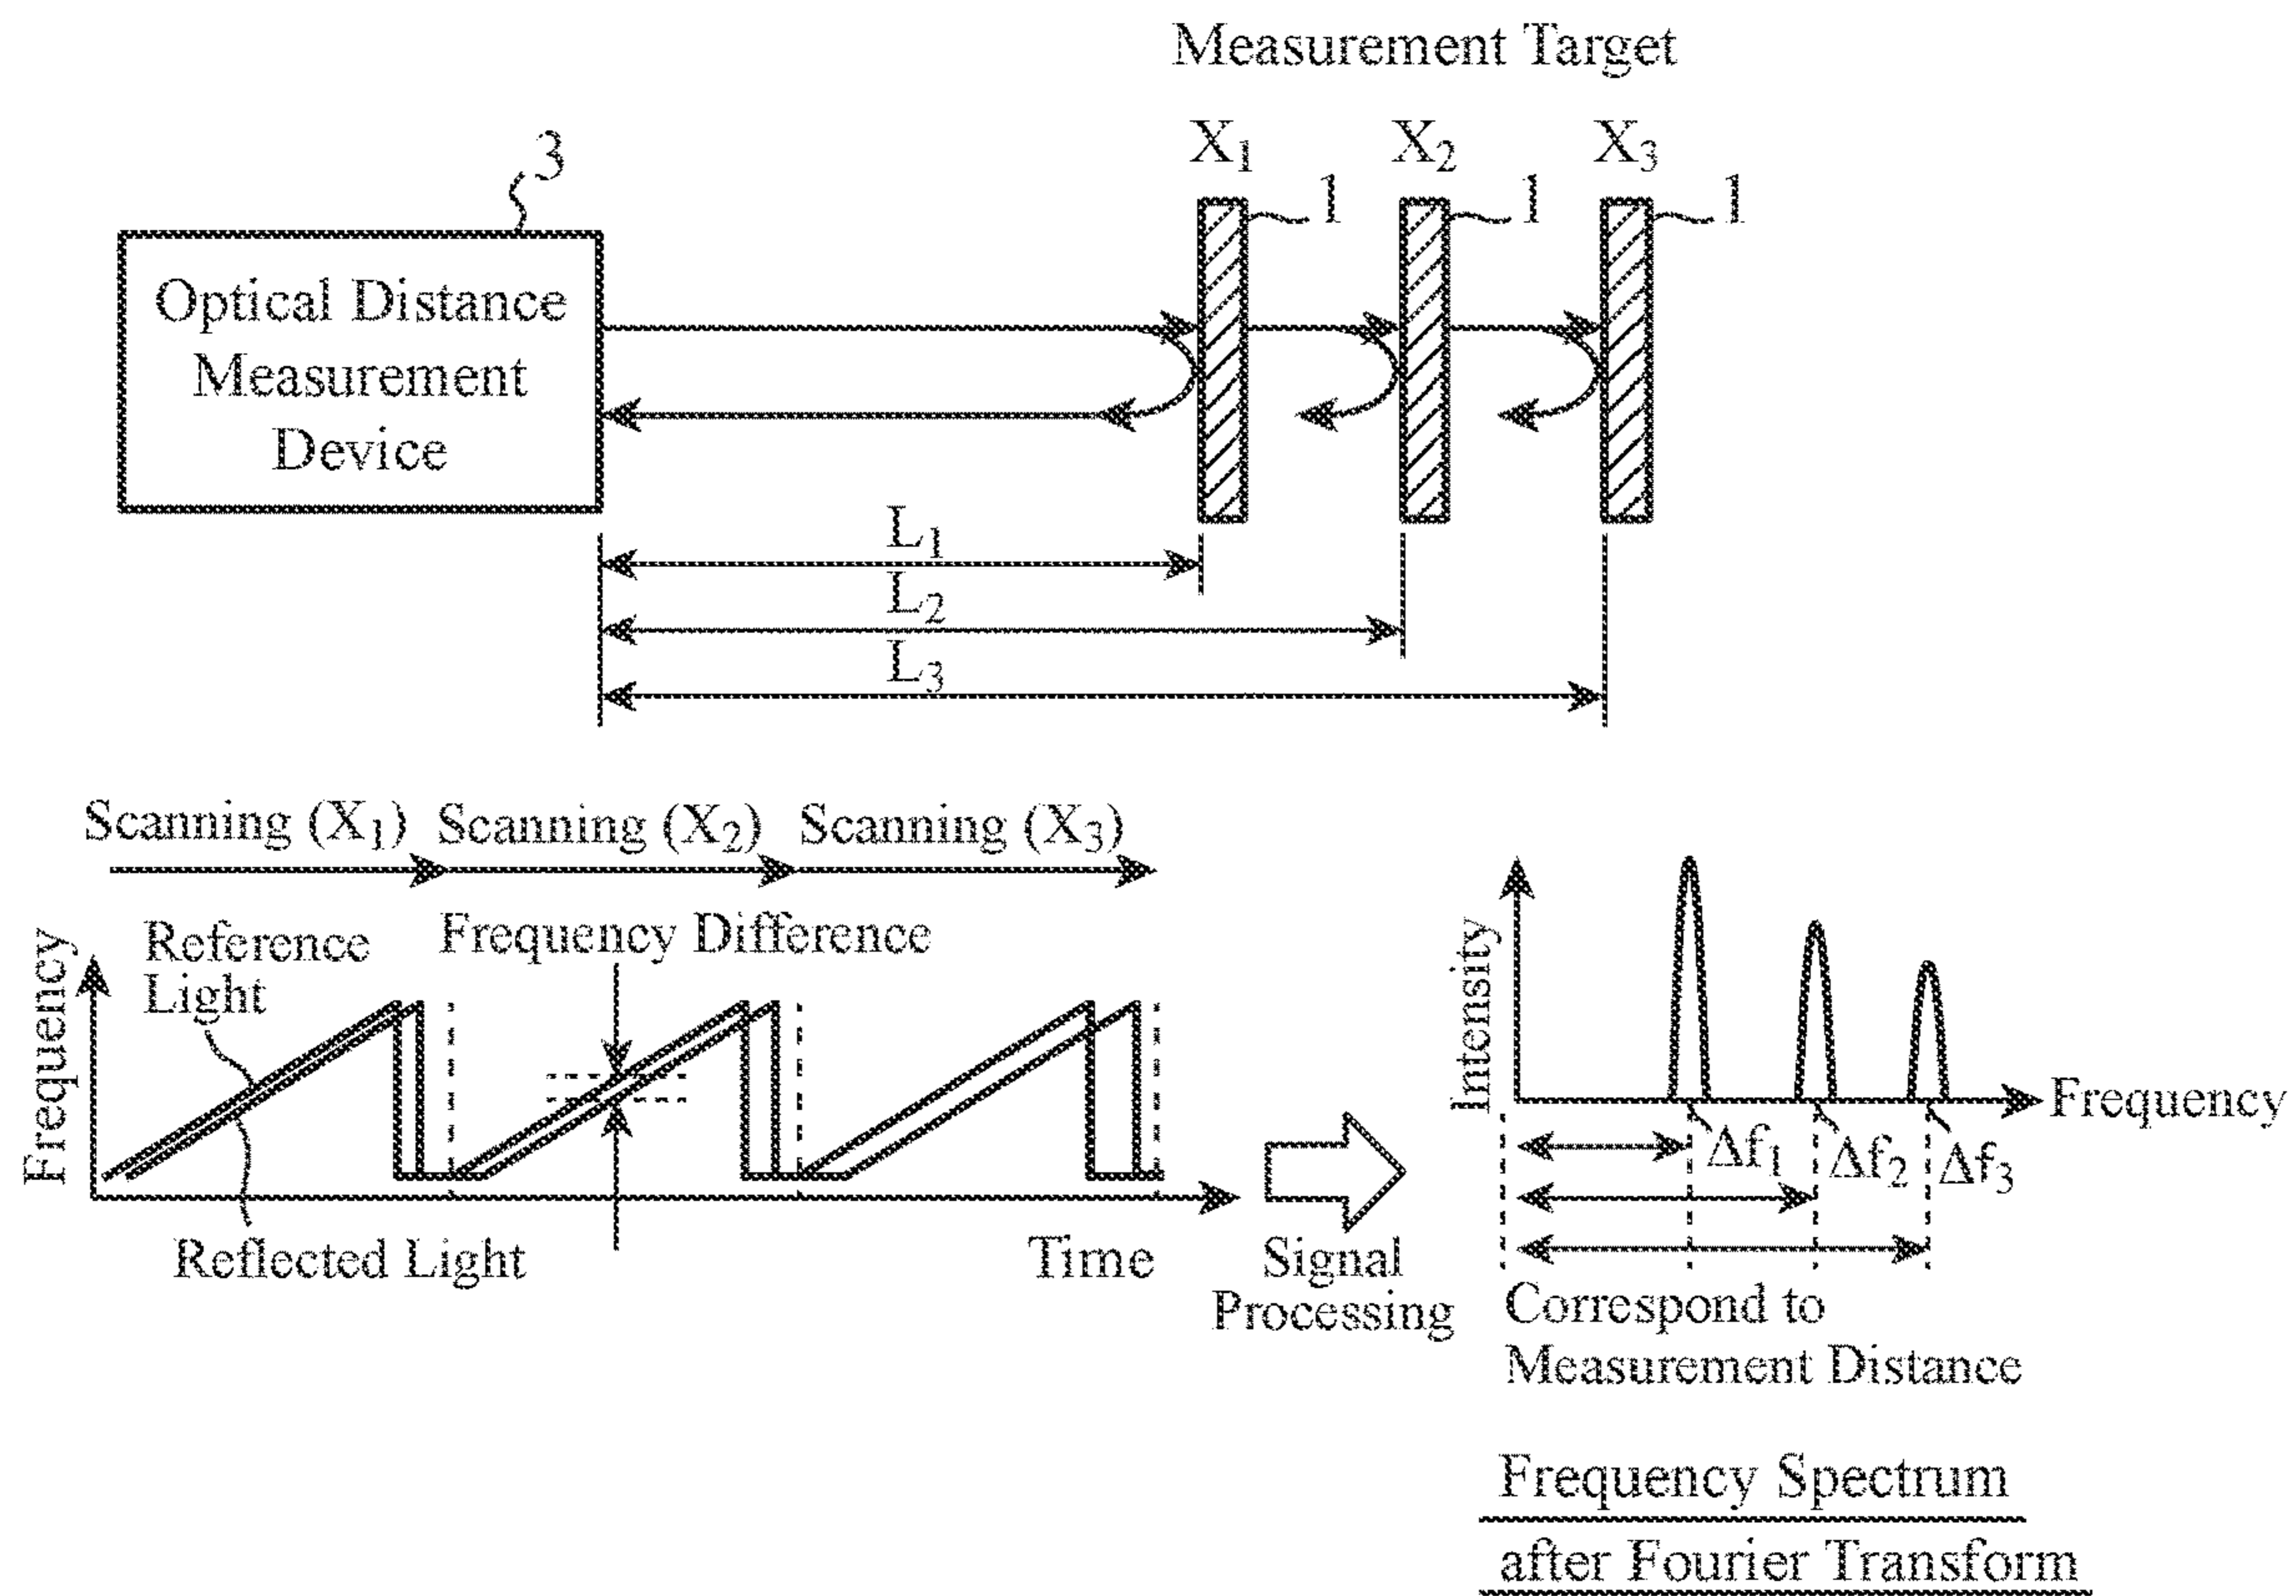 Measurement Target
X₁ X₂ X₃
3
1 1 1
Optical Distance
Measurement
Device
L₁
L₂
L₃
Scanning (X₁) Scanning (X₂) Scanning (X₃)
Frequency
Reference
Light
Frequency Difference
Reflected Light
Time
Signal
Processing
Intensity
Frequency
Δf₁ Δf₂ Δf₃
Correspond to
Measurement Distance
Frequency Spectrum
after Fourier Transform